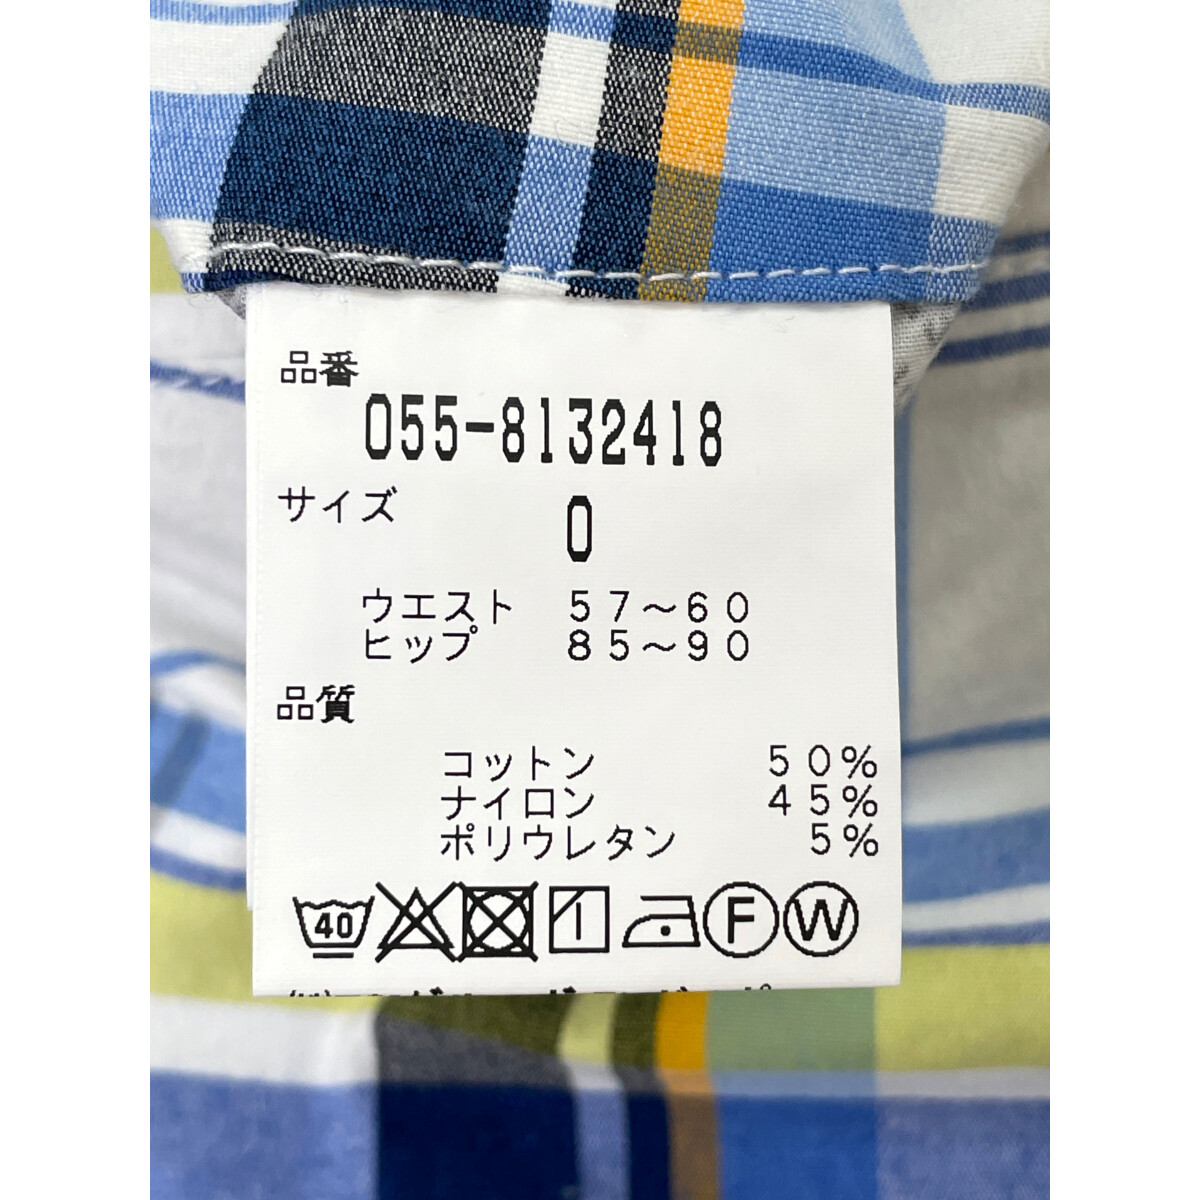 品番
055-8132418
サイズ 0
ウエスト 57～60
ヒップ 85～90
品質
コットン 50%
ナイロン 45%
ポリウレタン 5%
40 F W